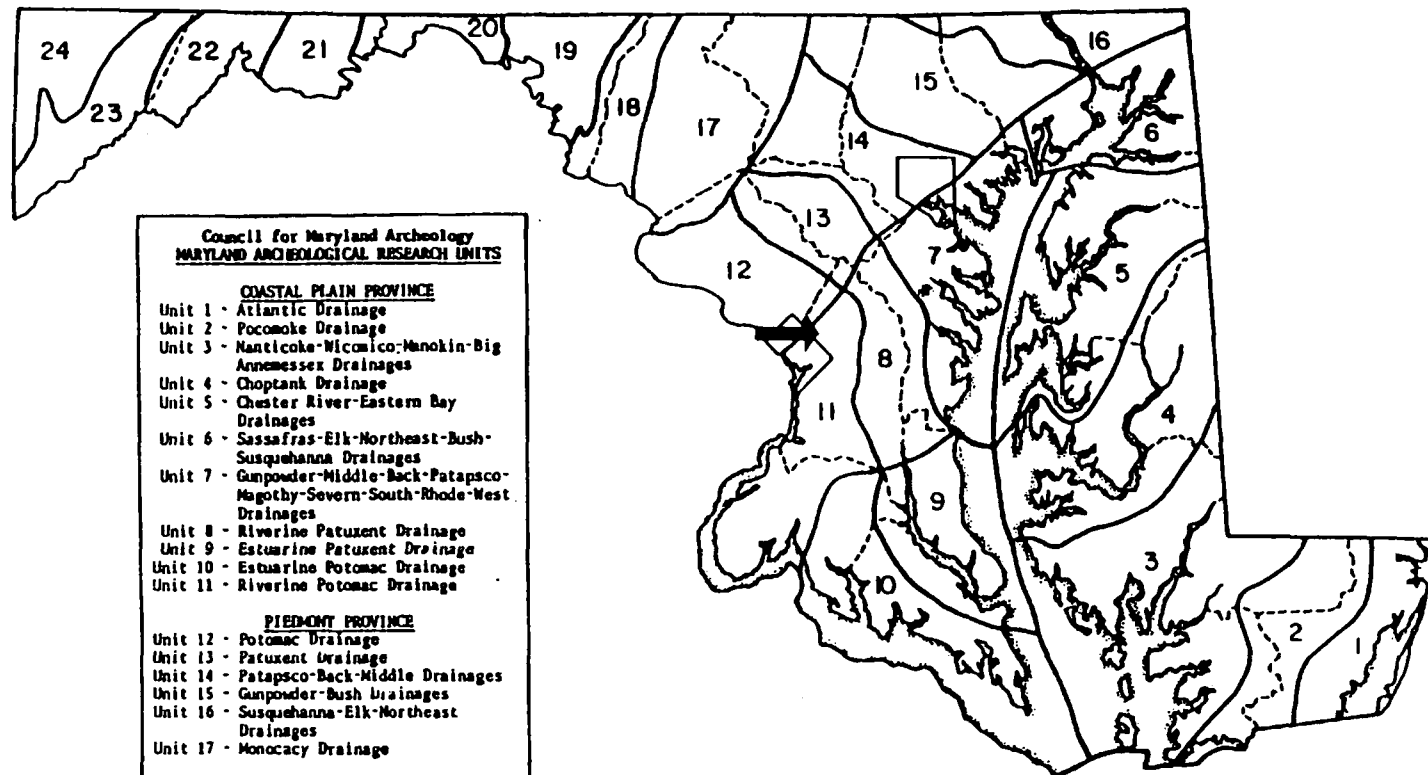 24
23
22
21
20
19
18
17
16
15
14
13
12
11
10
9
8
7
6
5
4
3
2
1
Council for Maryland Archeology
MARYLAND ARCHEOLOGICAL RESEARCH UNITS
COASTAL PLAIN PROVINCE
Unit 1 - Atlantic Drainage
Unit 2 - Pocomoke Drainage
Unit 3 - Nanticoke-Wicomico-Manokin-Big
Annemessex Drainages
Unit 4 - Choptank Drainage
Unit 5 - Chester River-Eastern Bay
Drainages
Unit 6 - Sassafras-Elk-Northeast-Bush-
Susquehanna Drainages
Unit 7 - Gunpowder-Middle-Back-Patapsco-
Magothy-Severn-South-Rhode-West
Drainages
Unit 8 - Riverine Patuxent Drainage
Unit 9 - Estuarine Patuxent Drainage
Unit 10 - Estuarine Potomac Drainage
Unit 11 - Riverine Potomac Drainage
PIEDMONT PROVINCE
Unit 12 - Potomac Drainage
Unit 13 - Patuxent Drainage
Unit 14 - Patapsco-Back-Middle Drainages
Unit 15 - Gunpowder-Bush Drainages
Unit 16 - Susquehanna-Elk-Northeast
Drainages
Unit 17 - Monocacy Drainage